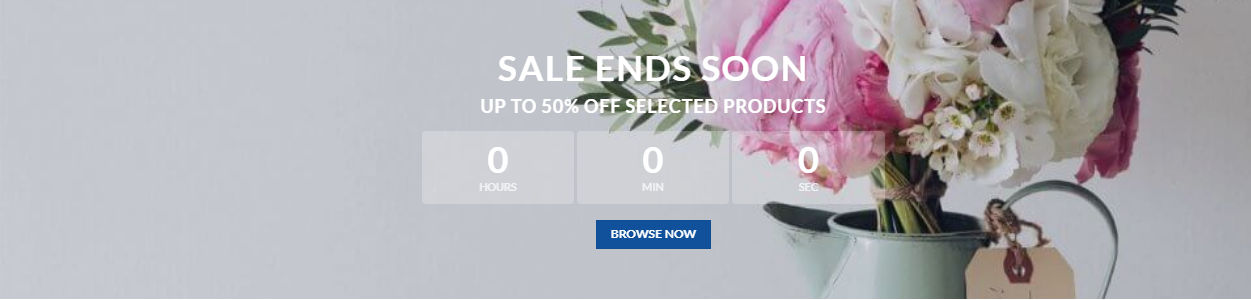 SALE ENDS SOON
UP TO 50% OFF SELECTED PRODUCTS
0 0 0
HOURS MIN SEC
BROWSE NOW